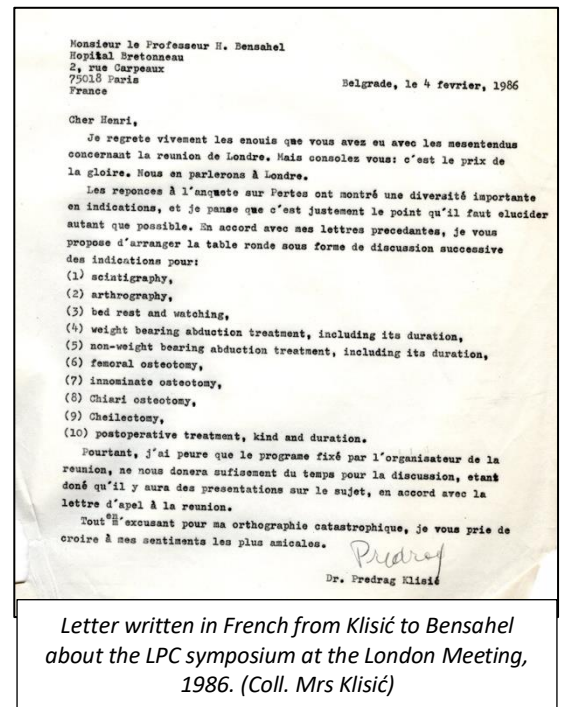 Monsieur le Professeur H. Bensahel
Hopital Bretonneau
2, rue Carpeaux
75018 Paris
France
Belgrade, le 4 fevrier, 1986
Cher Henri,
Je regrete vivement les enouis que vous avez eu avec les mesentendus
concernant la reunion de Londre. Mais consolez vous: c'est le prix de
la gloire. Nous en parlerons à Londre.
Les reponces à l'anquete sur Pertes ont montré une diversité importante
en indications, et je panse que c'est justement le point qu'il faut elucider
autant que possible. En accord avec mes lettres precedantes, je vous
propose d'arranger la table ronde sous forme de discussion successive
des indications pour:
(1) scintigraphy,
(2) arthrography,
(3) bed rest and watching,
(4) weight bearing abduction treatment, including its duration,
(5) non-weight bearing abduction treatment, including its duration,
(6) femoral osteotomy,
(7) innominate osteotomy,
(8) Chiari osteotomy,
(9) Cheilectomy,
(10) postoperative treatment, kind and duration.
Pourtant, j'ai peure que le programe fixé par l'organisateur de la
reunion, ne nous donera sufisement du temps pour la discussion, etant
doné qu'il y aura des presentations sur le sujet, en accord avec la
lettre d'apel à la reunion.
Tout en m'excusant pour ma orthographie catastrophique, je vous prie de
croire à mes sentiments les plus amicales.
Predrag
Dr. Predrag Klisić
Letter written in French from Klisić to Bensahel
about the LPC symposium at the London Meeting,
1986. (Coll. Mrs Klisić)